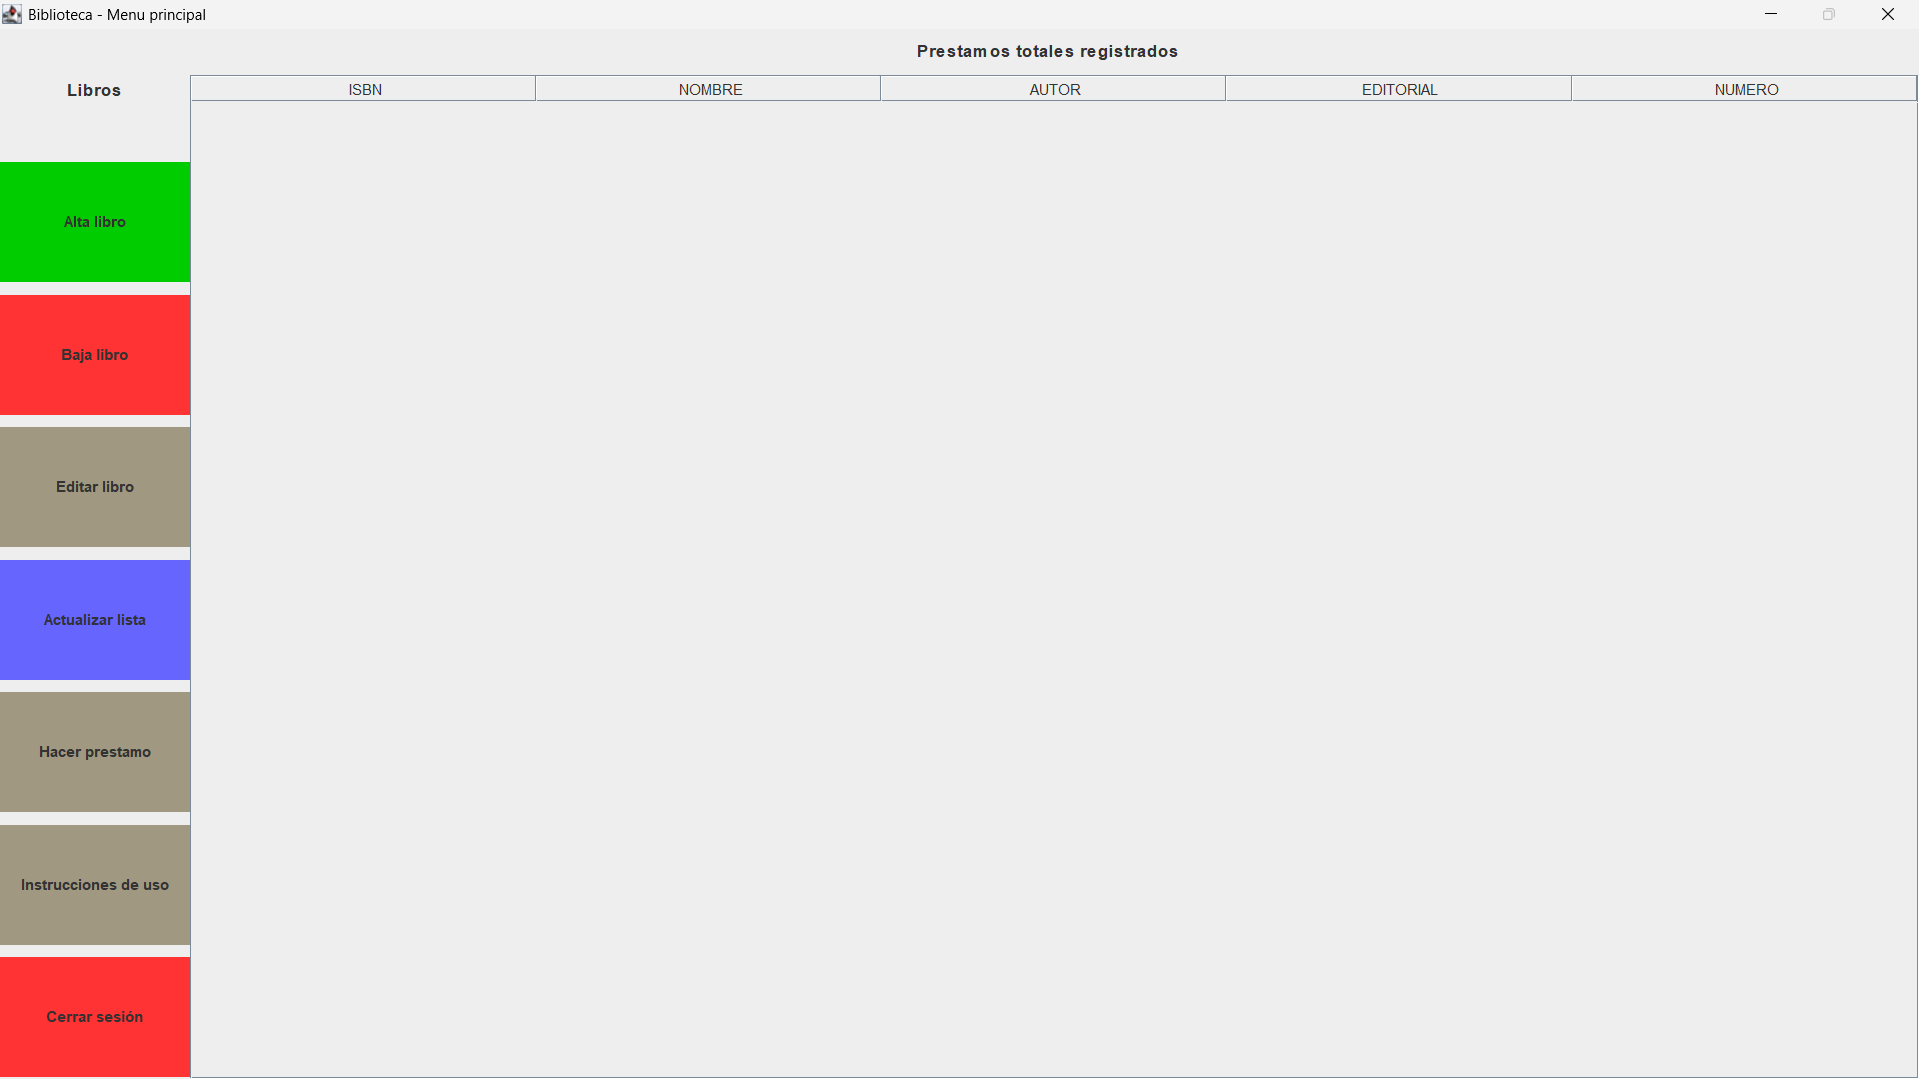 Biblioteca - Menu principal
Prestamos totales registrados
Libros
ISBN NOMBRE AUTOR EDITORIAL NUMERO
Alta libro
Baja libro
Editar libro
Actualizar lista
Hacer prestamo
Instrucciones de uso
Cerrar sesión